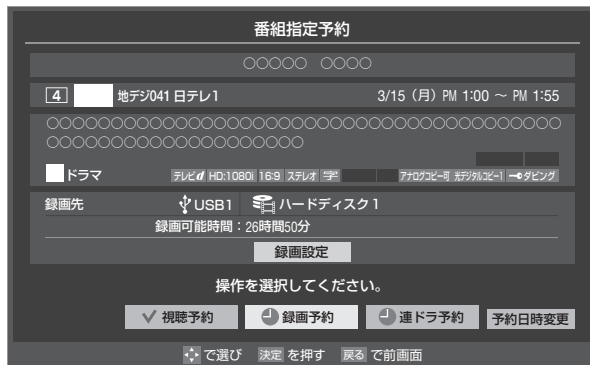 番組指定予約
○○○○○ ○○○○
4 地デジ041 日テレ1 3/15（月）PM 1:00 ～ PM 1:55
○○○○○○○○○○○○○○○○○○○○○○○○○○○○○○○○○○○○○○○○
○○○○○○○○○○○○○○○○○○○○
ドラマ テレビd HD:1080i 16:9 ステレオ 字 アナログコピー可 光デジタルコピー1 ダビング
録画先 USB1 ハードディスク1
録画可能時間：26時間50分
録画設定
操作を選択してください。
視聴予約 録画予約 連ドラ予約 予約日時変更
で選び 決定 を押す 戻る で前画面